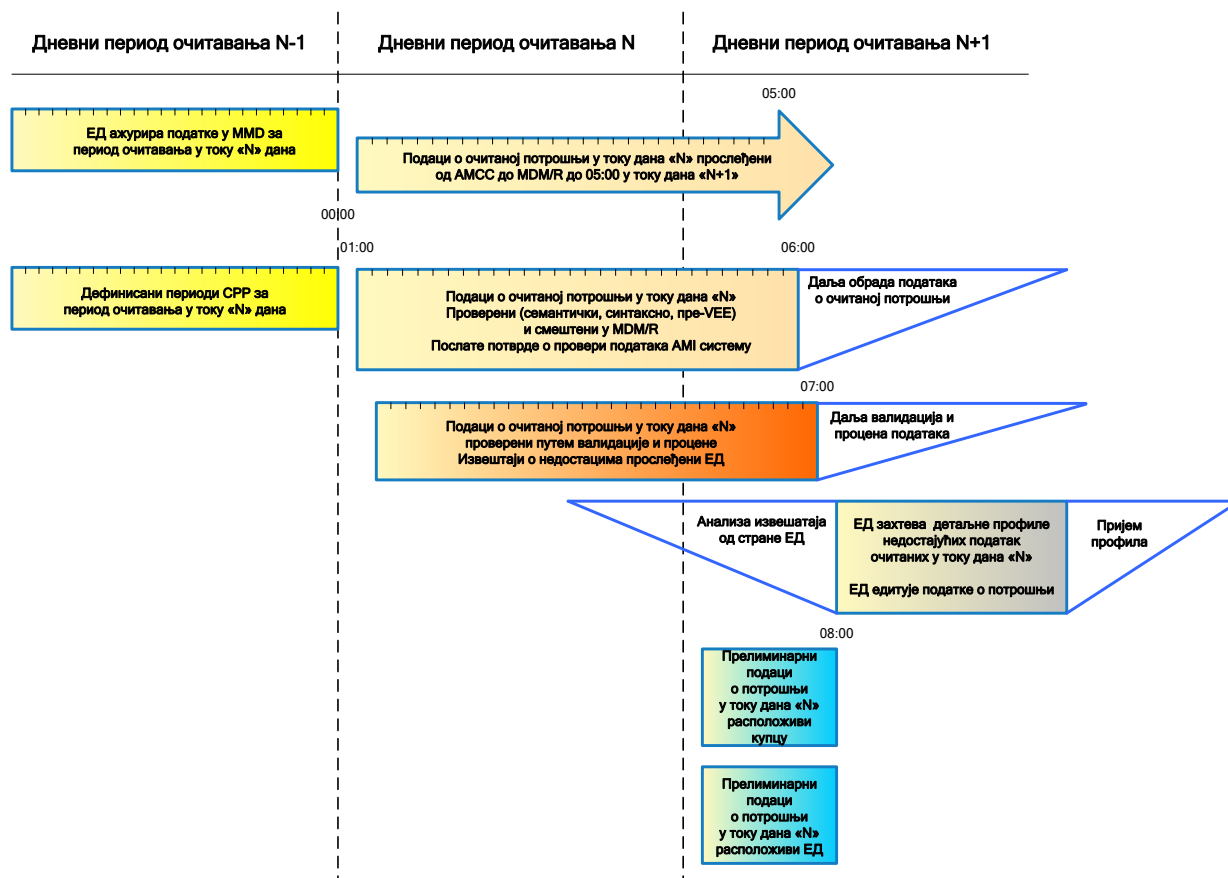 Дневни период очитавања N-1
Дневни период очитавања N
Дневни период очитавања N+1
05:00
ЕД ажурира податке у MMD за
период очитавања у току «N» дана
Подаци о очитаној потрошњи у току дана «N» прослеђени
од AMCC до MDM/R до 05:00 у току дана «N+1»
00:00
01:00
06:00
Дефинисани периоди CPP за
период очитавања у току «N» дана
Подаци о очитаној потрошњи у току дана «N»
Проверени (семантички, синтаксно, пре-VEE)
и смештени у MDM/R
Послате потврде о провери података AMI систему
Даља обрада података
о очитаној потрошњи
07:00
Подаци о очитаној потрошњи у току дана «N»
проверени путем валидације и процене
Извештаји о недостацима прослеђени ЕД
Даља валидација и
процена података
Анализа извешатаја
од стране ЕД
ЕД захтева детаљне профиле
недостајућих податак
очитаних у току дана «N»
ЕД едитује податке о потрошњи
Пријем
профила
08:00
Прелиминарни
подаци
о потрошњи
у току дана «N»
расположиви
купцу
Прелиминарни
подаци
о потрошњи
у току дана «N»
расположиви ЕД